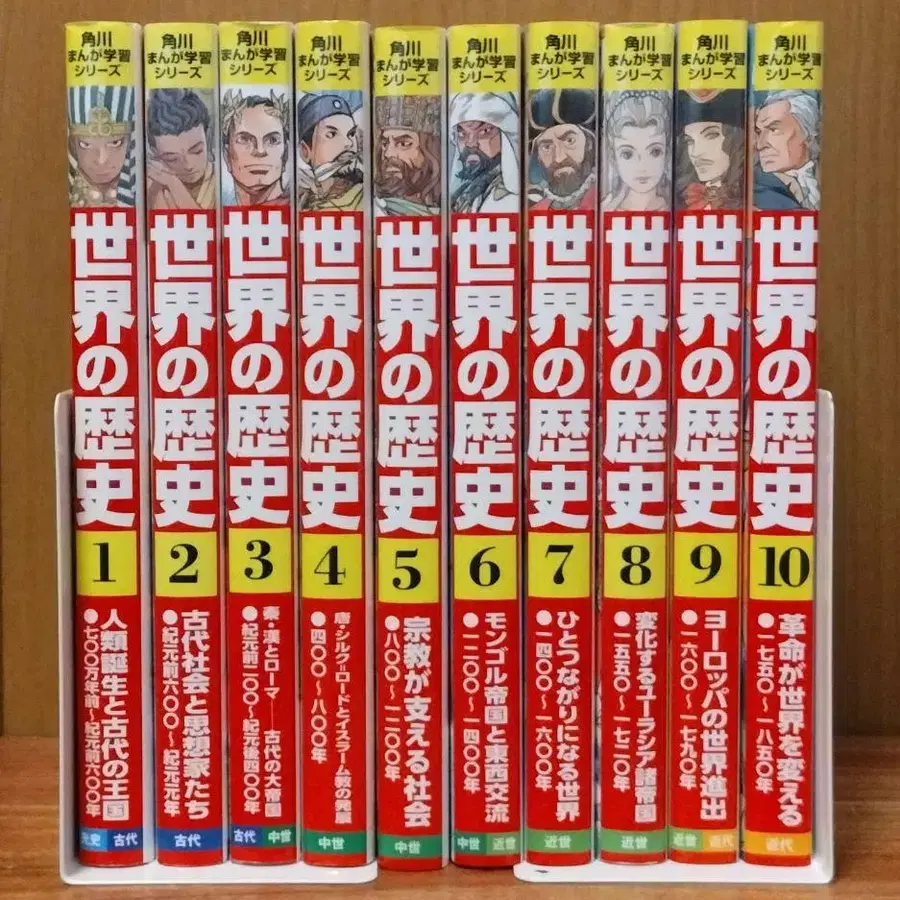 角川
まんが学習
シリーズ
世界の歴史
1
人類誕生と古代の王国
●七〇〇万年前〜紀元前六〇〇年
先史 古代
角川
まんが学習
シリーズ
世界の歴史
2
古代社会と思想家たち
●紀元前六〇〇〜紀元元年
古代
角川
まんが学習
シリーズ
世界の歴史
3
秦・漢とローマ――古代の大帝国
●紀元前二〇〇〜紀元後四〇〇年
古代 中世
角川
まんが学習
シリーズ
世界の歴史
4
唐・シルク=ロードとイスラーム教の発展
●四〇〇〜八〇〇年
中世
角川
まんが学習
シリーズ
世界の歴史
5
宗教が支える社会
●八〇〇〜一二〇〇年
中世
角川
まんが学習
シリーズ
世界の歴史
6
モンゴル帝国と東西交流
●一二〇〇〜一四〇〇年
中世 近世
角川
まんが学習
シリーズ
世界の歴史
7
ひとつながりになる世界
●一四〇〇〜一六〇〇年
近世
角川
まんが学習
シリーズ
世界の歴史
8
変化するユーラシア諸帝国
●一五五〇〜一七二〇年
近世
角川
まんが学習
シリーズ
世界の歴史
9
ヨーロッパの世界進出
●一六〇〇〜一七九〇年
近世 近代
角川
まんが学習
シリーズ
世界の歴史
10
革命が世界を変える
●一七五〇〜一八五〇年
近代